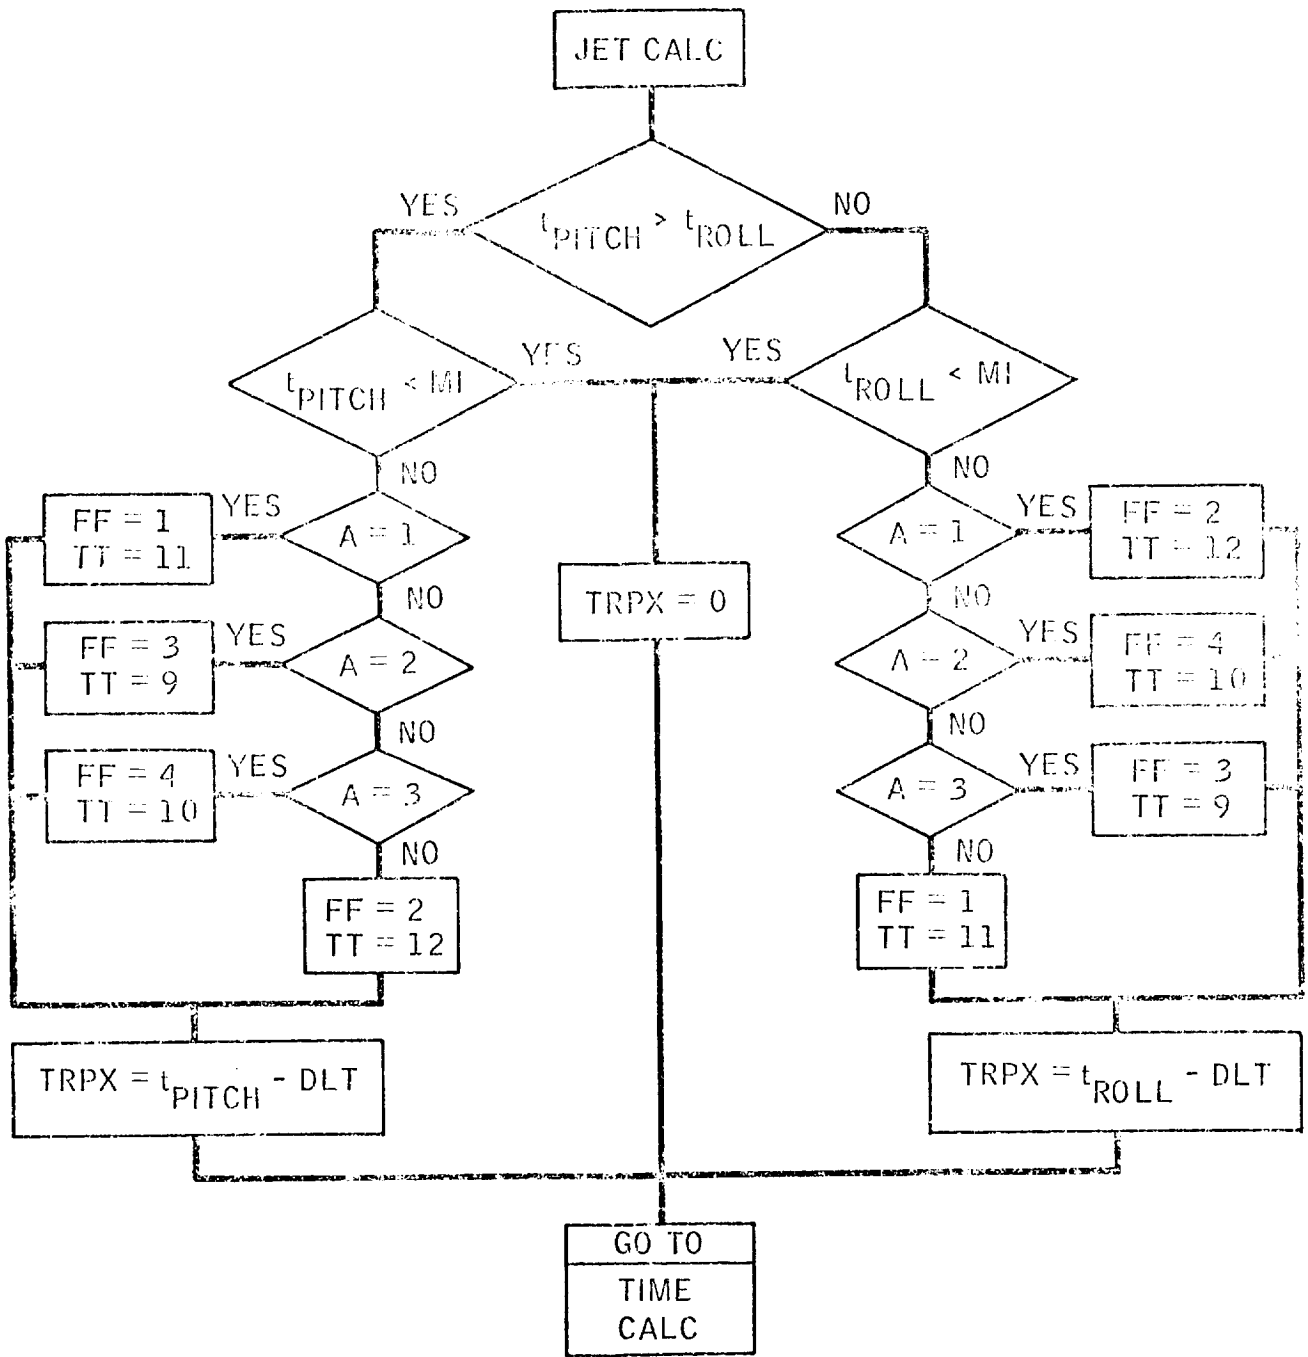 JET CALC
YES
NO
tPITCH > tROLL
YES
YES
tPITCH < MI
tROLL < MI
NO
NO
YES
YES
FF = 1
TT = 11
A = 1
A = 1
FF = 2
TT = 12
NO
TRPX = 0
NO
YES
YES
FF = 3
TT = 9
A = 2
A = 2
FF = 4
TT = 10
NO
NO
YES
YES
FF = 4
TT = 10
A = 3
A = 3
FF = 3
TT = 9
NO
NO
FF = 2
TT = 12
FF = 1
TT = 11
TRPX = tPITCH - DLT
TRPX = tROLL - DLT
GO TO
TIME
CALC